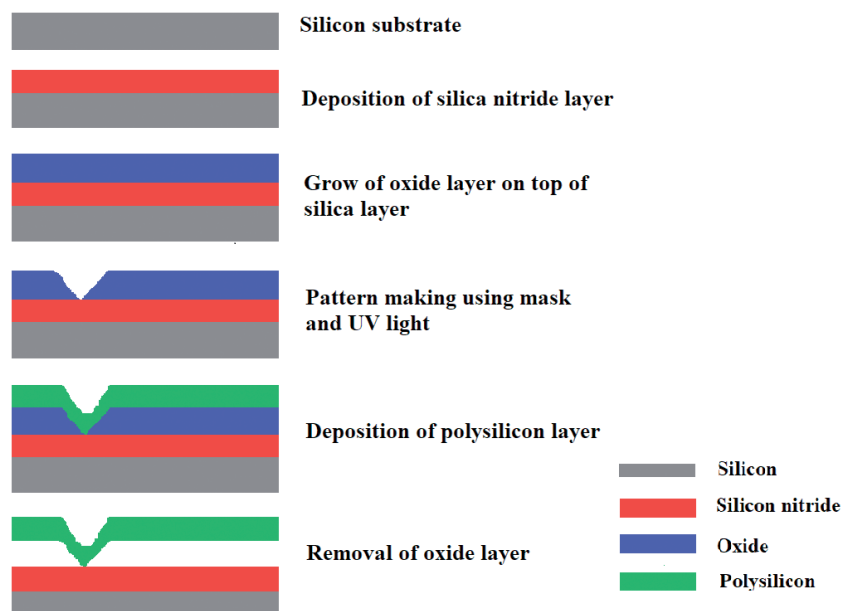 Silicon substrate
Deposition of silica nitride layer
Grow of oxide layer on top of
silica layer
Pattern making using mask
and UV light
Deposition of polysilicon layer
Removal of oxide layer
Silicon
Silicon nitride
Oxide
Polysilicon